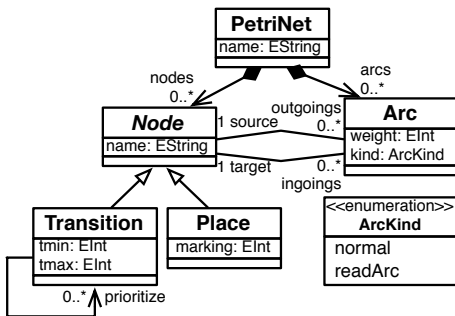 PetriNet
name: EString
nodes
0..*
arcs
0..*
Node
name: EString
1 source
outgoings
0..*
1 target
0..*
ingoings
Arc
weight: EInt
kind: ArcKind
Transition
tmin: EInt
tmax: EInt
0..*
prioritize
Place
marking: EInt
<<enumeration>>
ArcKind
normal
readArc